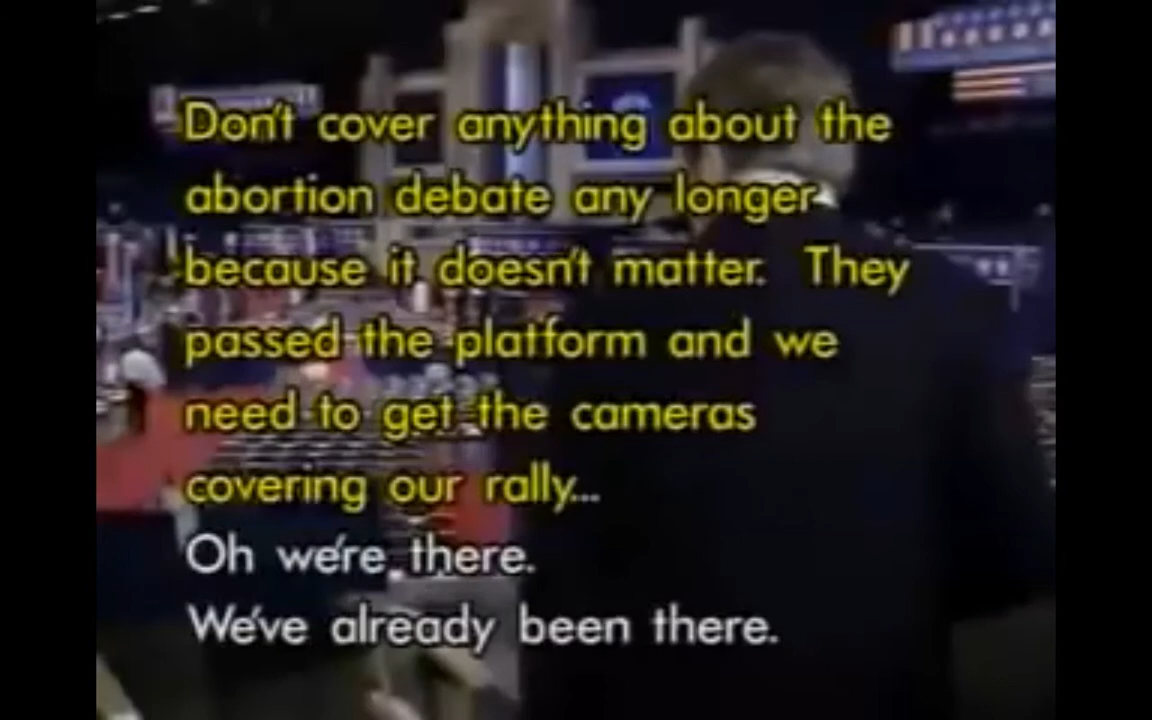 Don't cover anything about the
abortion debate any longer
because it doesn't matter. They
passed the platform and we
need to get the cameras
covering our rally...
Oh we're there.
We've already been there.